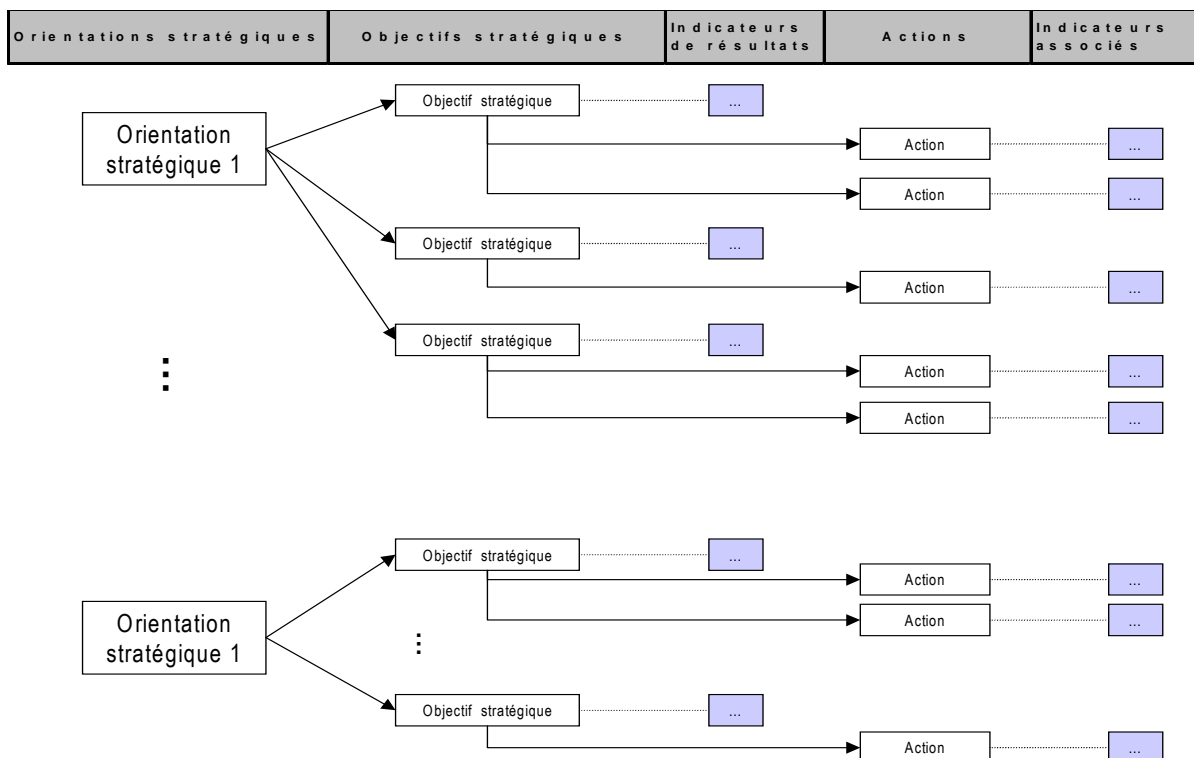 Orientations stratégiques
Objectifs stratégiques
Indicateurs
de résultats
Actions
Indicateurs
associés
Objectif stratégique
...
Orientation
stratégique 1
Action
...
Action
...
Objectif stratégique
...
Action
...
Objectif stratégique
...
Action
...
Action
...
Objectif stratégique
...
Action
...
Orientation
stratégique 1
Action
...
Objectif stratégique
...
Action
...